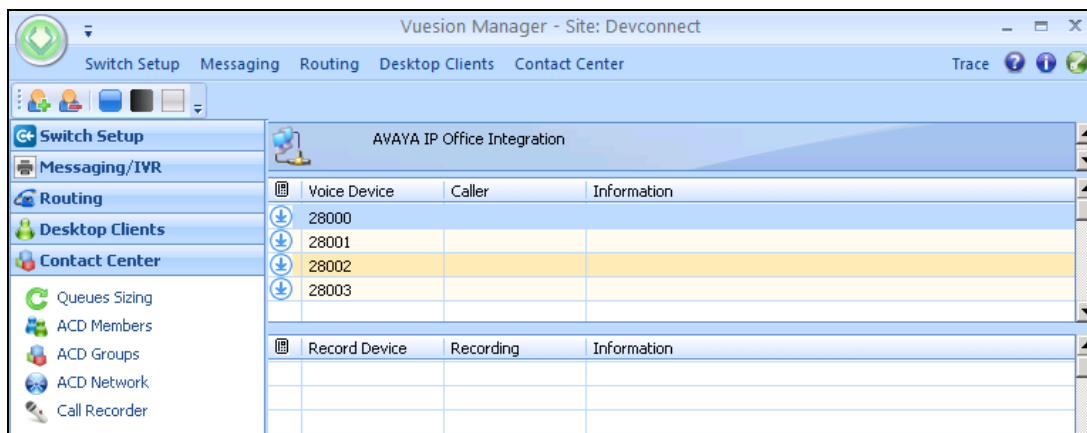 Vuesion Manager - Site: Devconnect
Switch Setup Messaging Routing Desktop Clients Contact Center Trace
Switch Setup
Messaging/IVR
Routing
Desktop Clients
Contact Center
Queues Sizing
ACD Members
ACD Groups
ACD Network
Call Recorder
AVAYA IP Office Integration
Voice Device Caller Information
28000
28001
28002
28003
Record Device Recording Information